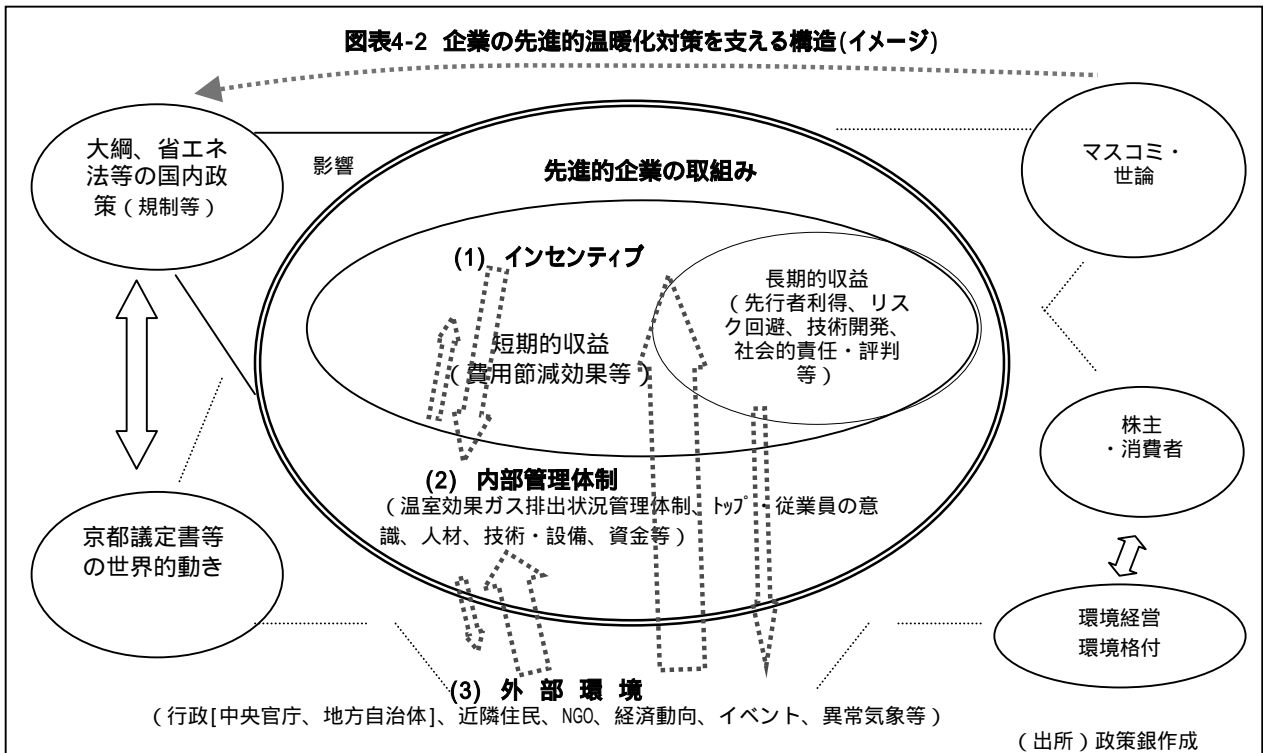 図表4-2 企業の先進的温暖化対策を支える構造(イメージ)
大綱、省エネ
法等の国内政
策(規制等)
影響
先進的企業の取組み
マスコミ・
世論
(1) インセンティブ
長期的収益
(先行者利得、リス
ク回避、技術開発、
社会的責任・評判
等)
短期的収益
(費用節減効果等)
株主
・消費者
(2) 内部管理体制
(温室効果ガス排出状況管理体制、トップ・従業員の意
識、人材、技術・設備、資金等)
京都議定書等
の世界的動き
環境経営
環境格付
(3) 外 部 環 境
(行政[中央官庁、地方自治体]、近隣住民、NGO、経済動向、イベント、異常気象等)
(出所)政策銀作成